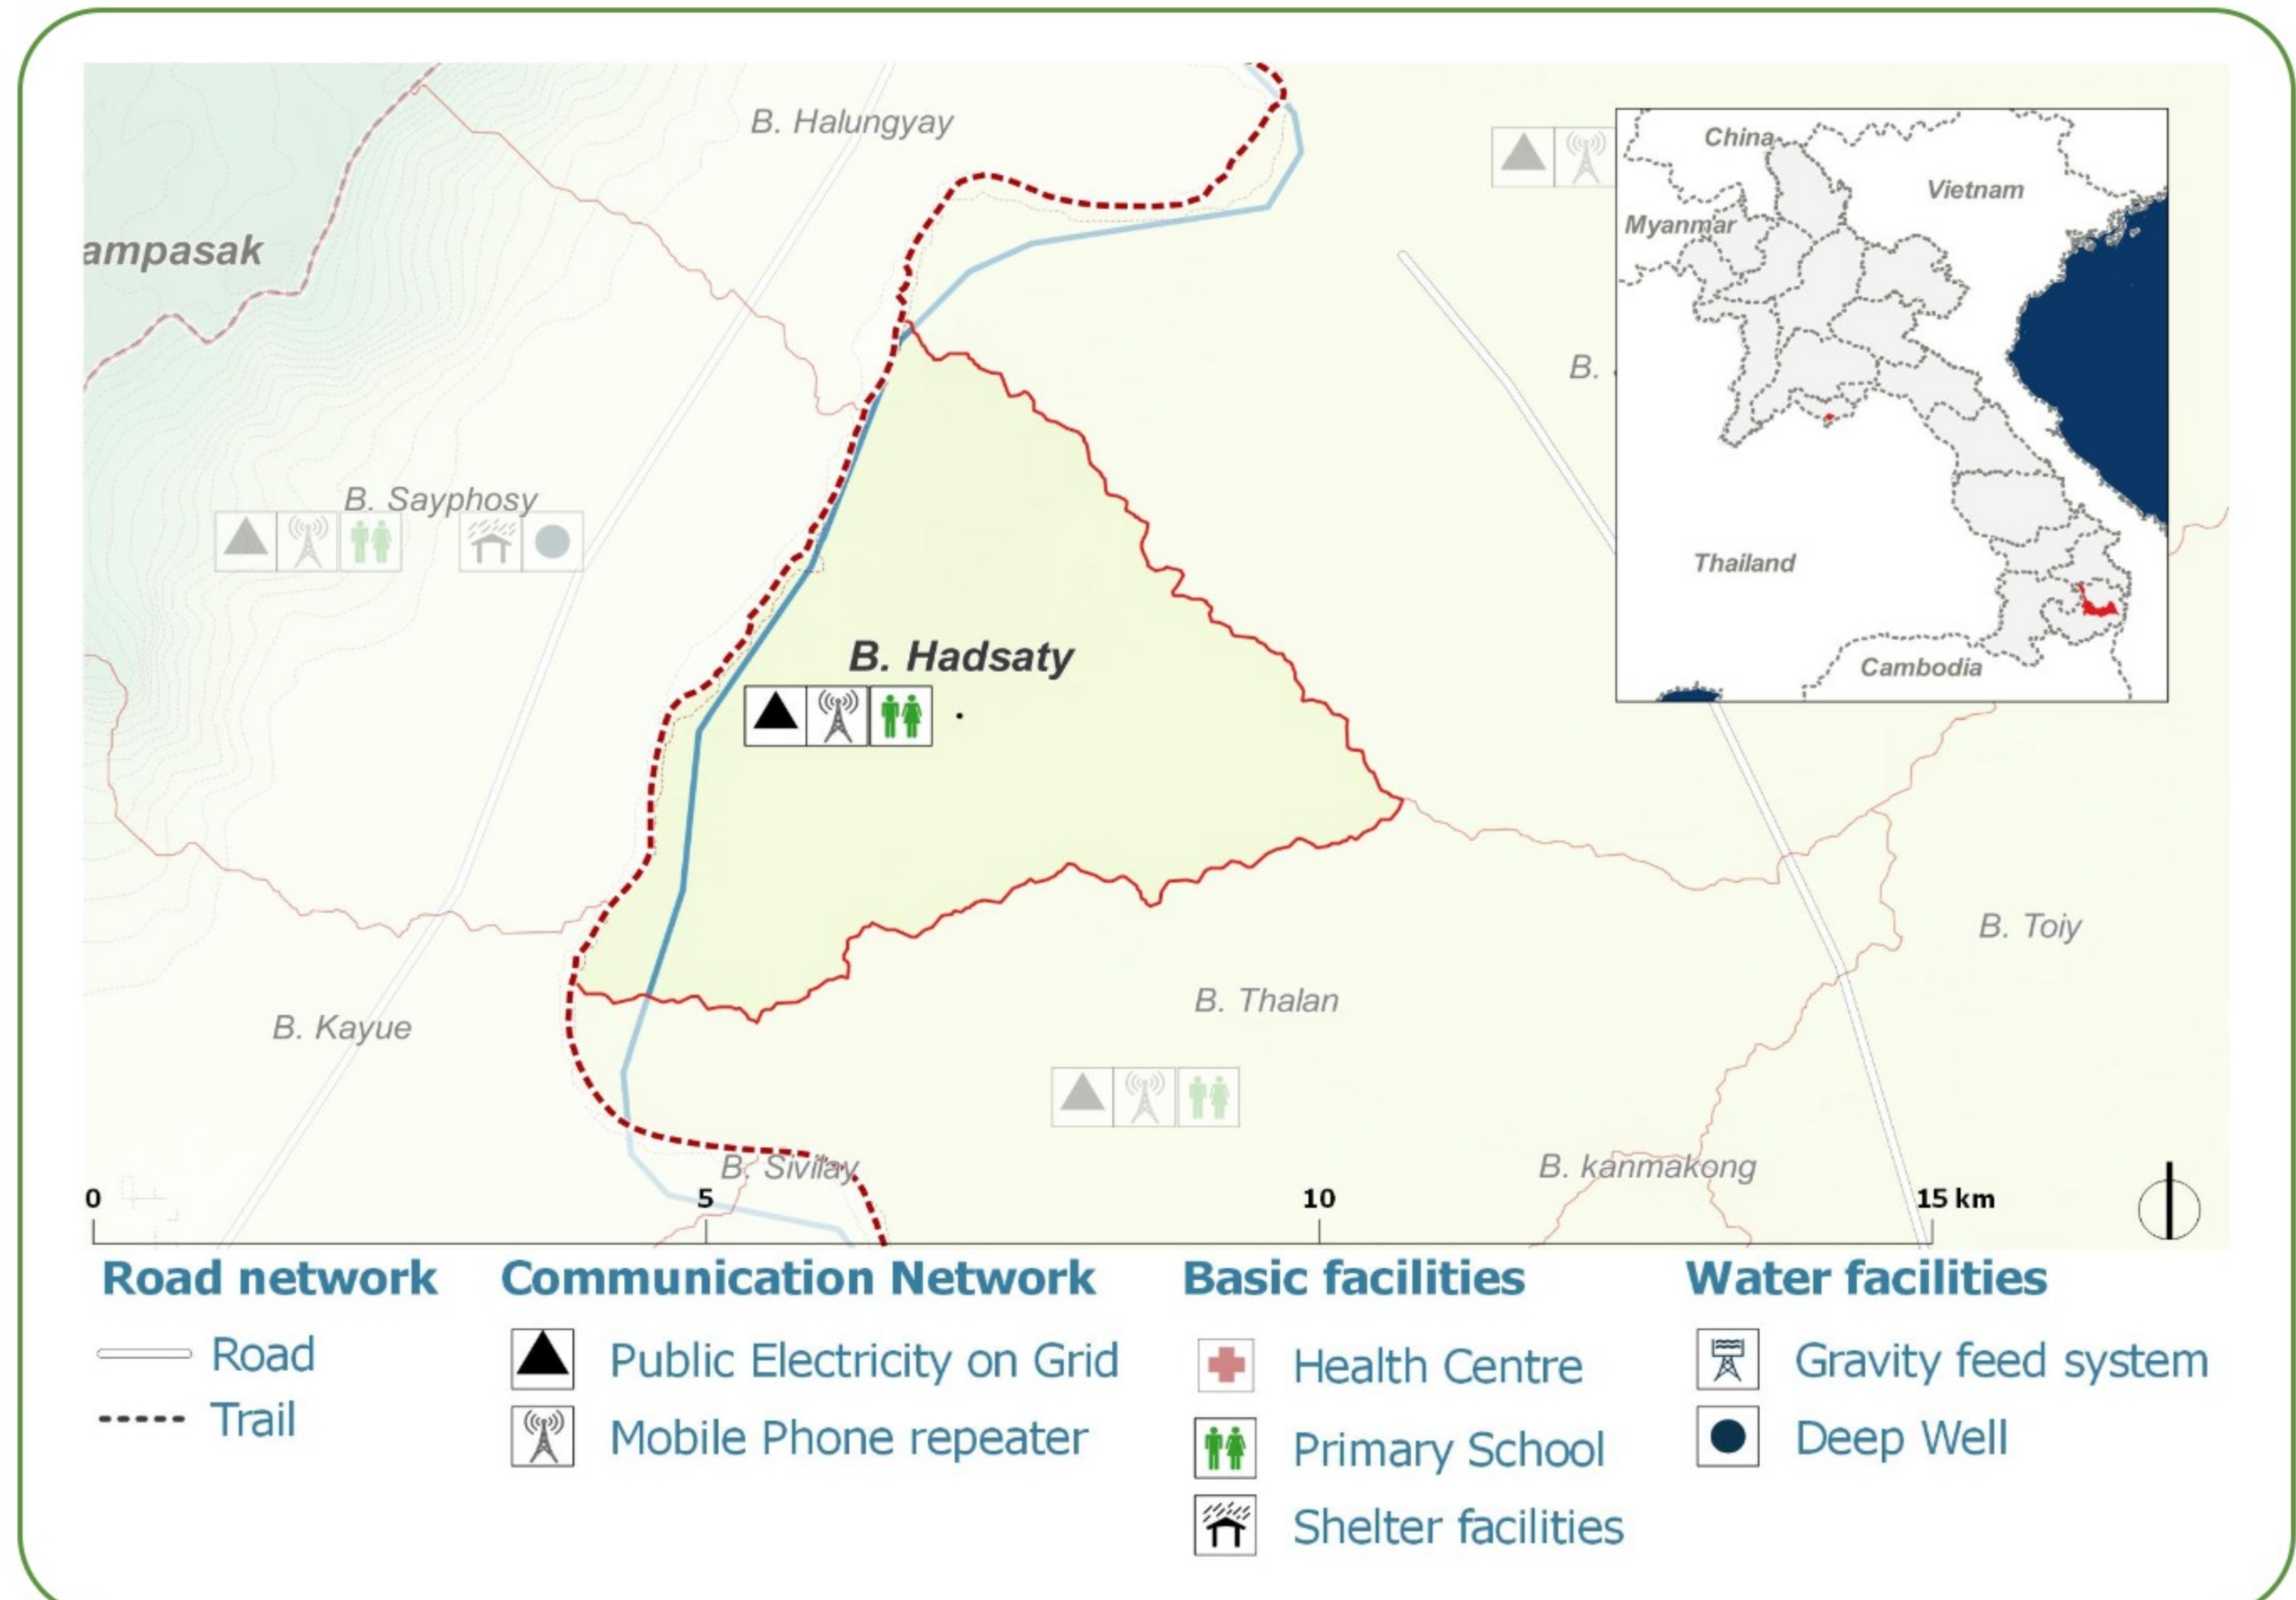 B. Halungyay
China
Vietnam
Myanmar
ampasak
B.
B. Sayphosy
Thailand
B. Hadsaty
Cambodia
B. Toiy
B. Thalan
B. Kayue
B. Sivilay
B. kanmakong
0 5 10 15 km
Road network
Road
Trail
Communication Network
Public Electricity on Grid
Mobile Phone repeater
Basic facilities
Health Centre
Primary School
Shelter facilities
Water facilities
Gravity feed system
Deep Well